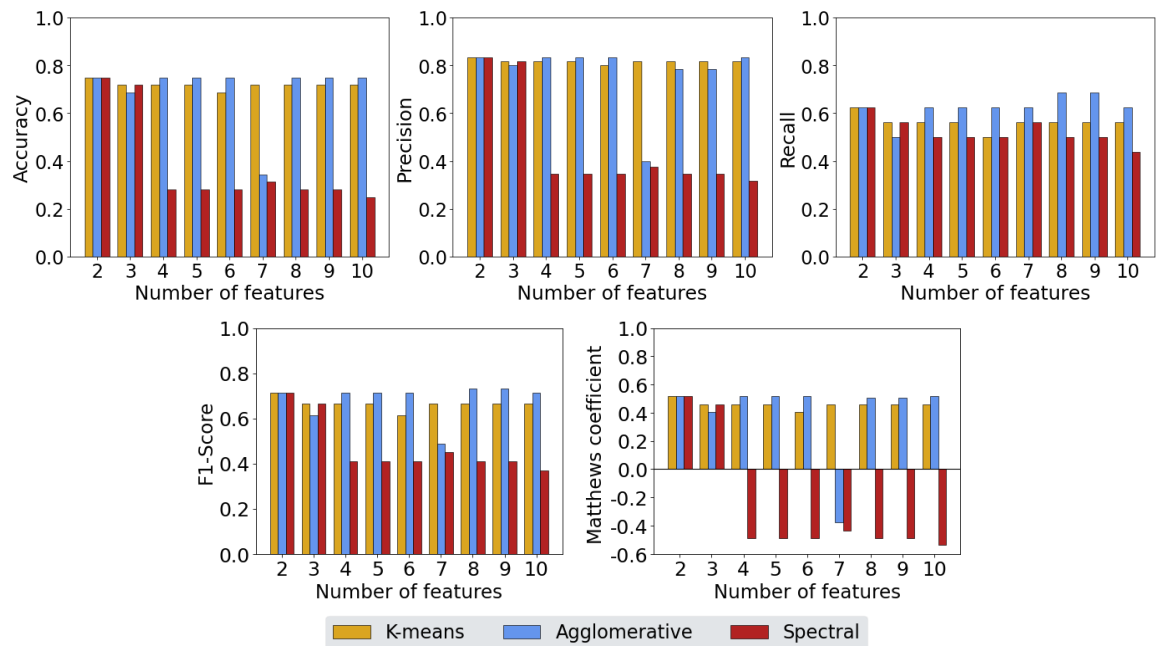 Accuracy
1.0
0.8
0.6
0.4
0.2
0.0
2 3 4 5 6 7 8 9 10
Number of features
Precision
1.0
0.8
0.6
0.4
0.2
0.0
2 3 4 5 6 7 8 9 10
Number of features
Recall
1.0
0.8
0.6
0.4
0.2
0.0
2 3 4 5 6 7 8 9 10
Number of features
F1-Score
1.0
0.8
0.6
0.4
0.2
0.0
2 3 4 5 6 7 8 9 10
Number of features
Matthews coefficient
1.0
0.8
0.6
0.4
0.2
0.0
-0.2
-0.4
-0.6
2 3 4 5 6 7 8 9 10
Number of features
K-means Agglomerative Spectral